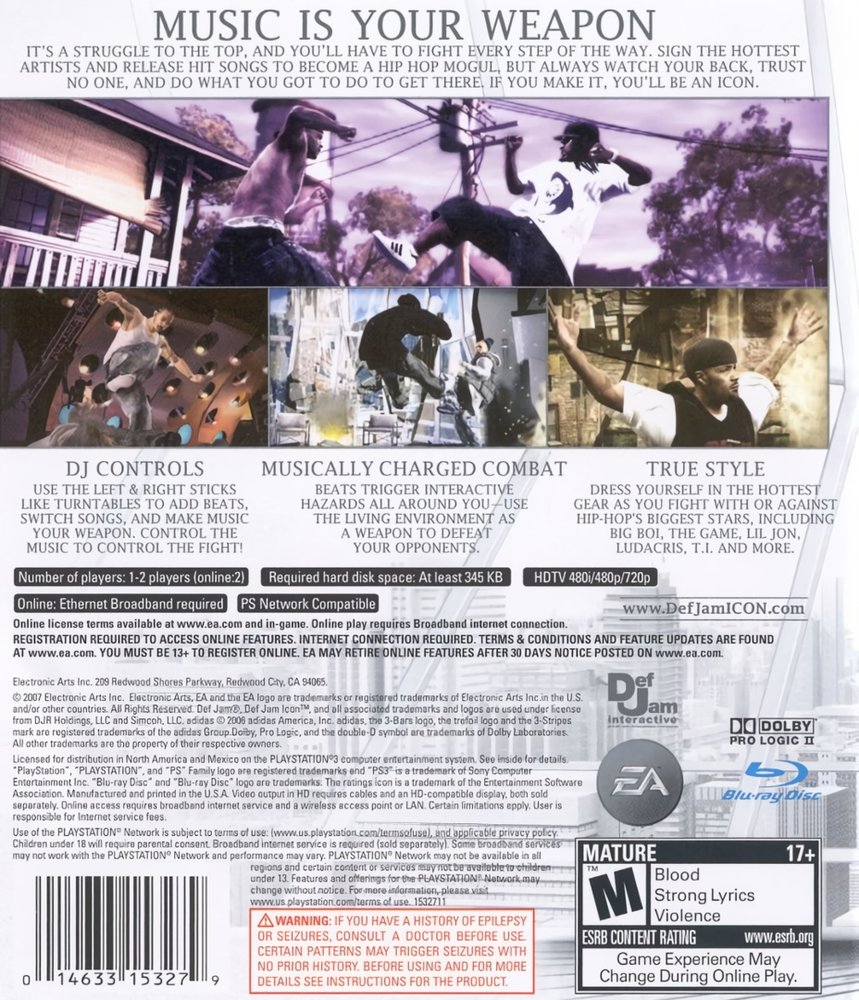 MUSIC IS YOUR WEAPON
IT'S A STRUGGLE TO THE TOP, AND YOU'LL HAVE TO FIGHT EVERY STEP OF THE WAY. SIGN THE HOTTEST
ARTISTS AND RELEASE HIT SONGS TO BECOME A HIP HOP MOGUL, BUT ALWAYS WATCH YOUR BACK, TRUST
NO ONE, AND DO WHAT YOU GOT TO DO TO GET THERE. IF YOU MAKE IT, YOU'LL BE AN ICON.
DJ CONTROLS
USE THE LEFT & RIGHT STICKS
LIKE TURNTABLES TO ADD BEATS,
SWITCH SONGS, AND MAKE MUSIC
YOUR WEAPON. CONTROL THE
MUSIC TO CONTROL THE FIGHT!
MUSICALLY CHARGED COMBAT
BEATS TRIGGER INTERACTIVE
HAZARDS ALL AROUND YOU—USE
THE LIVING ENVIRONMENT AS
A WEAPON TO DEFEAT
YOUR OPPONENTS.
TRUE STYLE
DRESS YOURSELF IN THE HOTTEST
GEAR AS YOU FIGHT WITH OR AGAINST
HIP-HOP'S BIGGEST STARS, INCLUDING
BIG BOI, THE GAME, LIL JON,
LUDACRIS, T.I. AND MORE.
Number of players: 1-2 players (online:2)
Required hard disk space: At least 345 KB
HDTV 480i/480p/720p
Online: Ethernet Broadband required
PS Network Compatible
www.DefJamICON.com
Online license terms available at www.ea.com and in-game. Online play requires Broadband internet connection.
REGISTRATION REQUIRED TO ACCESS ONLINE FEATURES. INTERNET CONNECTION REQUIRED. TERMS & CONDITIONS AND FEATURE UPDATES ARE FOUND
AT www.ea.com. YOU MUST BE 13+ TO REGISTER ONLINE. EA MAY RETIRE ONLINE FEATURES AFTER 30 DAYS NOTICE POSTED ON www.ea.com.
Electronic Arts Inc. 209 Redwood Shores Parkway, Redwood City, CA 94065.
© 2007 Electronic Arts Inc. Electronic Arts, EA and the EA logo are trademarks or registered trademarks of Electronic Arts Inc.in the U.S.
and/or other countries. All Rights Reserved. Def Jam®, Def Jam Icon™, and all associated trademarks and logos are used under license
from DJR Holdings, LLC and Simcoh, LLC. adidas © 2006 adidas America, Inc. adidas, the 3-Bars logo, the trefoil logo and the 3-Stripes
mark are registered trademarks of the adidas Group.Dolby, Pro Logic, and the double-D symbol are trademarks of Dolby Laboratories.
All other trademarks are the property of their respective owners.
Licensed for distribution in North America and Mexico on the PLAYSTATION®3 computer entertainment system. See inside for details.
"PlayStation", "PLAYSTATION", and "PS" Family logo are registered trademarks and "PS3" is a trademark of Sony Computer
Entertainment Inc. "Blu-ray Disc" and "Blu-ray Disc" logo are trademarks. The ratings icon is a trademark of the Entertainment Software
Association. Manufactured and printed in the U.S.A. Video output in HD requires cables and an HD-compatible display, both sold
separately. Online access requires broadband internet service and a wireless access point or LAN. Certain limitations apply. User is
responsible for Internet service fees.
Use of the PLAYSTATION® Network is subject to terms of use: (www.us.playstation.com/termsofuse), and applicable privacy policy.
Children under 18 will require parental consent. Broadband internet service is required (sold separately). Some broadband services
may not work with the PLAYSTATION® Network and performance may vary. PLAYSTATION® Network may not be available in all
regions and certain content or services may not be available to children
under 13. Features and offerings for the PLAYSTATION® Network may
change without notice. For more information, please visit
www.us.playstation.com/terms of use. 1532711
Def
Jam
interactive
DOLBY
PRO LOGIC II
EA
Blu-ray Disc
0 14633 15327 9
WARNING: IF YOU HAVE A HISTORY OF EPILEPSY
OR SEIZURES, CONSULT A DOCTOR BEFORE USE.
CERTAIN PATTERNS MAY TRIGGER SEIZURES WITH
NO PRIOR HISTORY. BEFORE USING AND FOR MORE
DETAILS SEE INSTRUCTIONS FOR THE PRODUCT.
MATURE 17+
™
M
Blood
Strong Lyrics
Violence
ESRB CONTENT RATING www.esrb.org
Game Experience May
Change During Online Play.